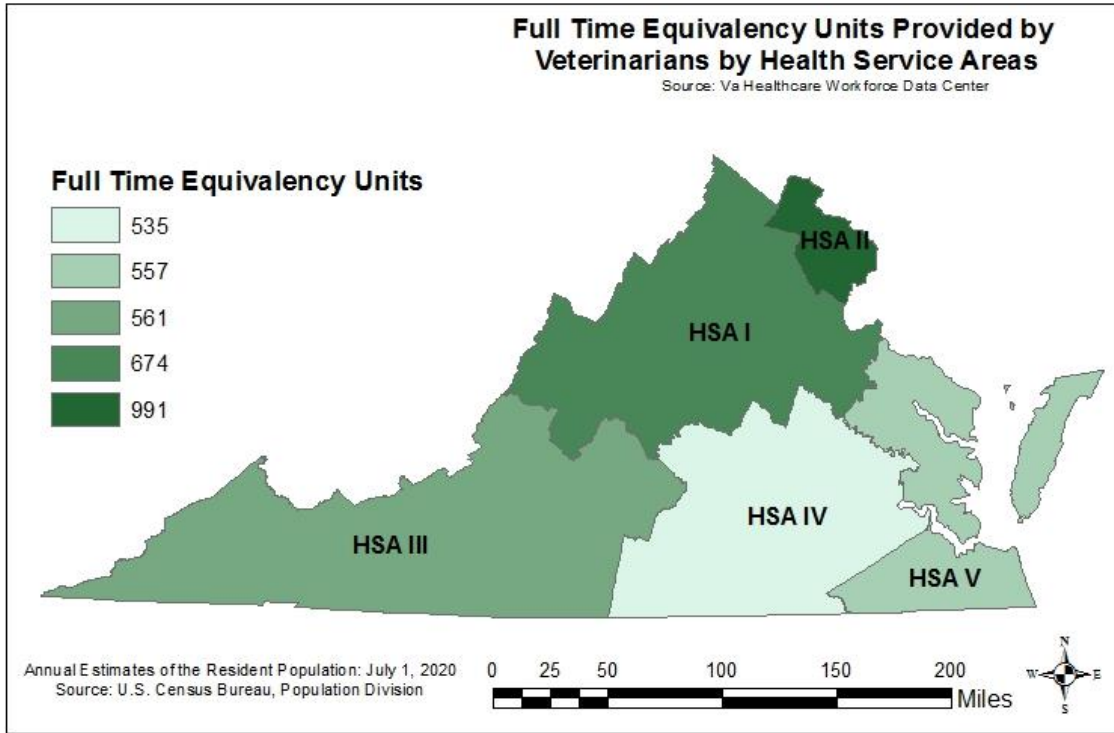 Full Time Equivalency Units Provided by
Veterinarians by Health Service Areas
Source: Va Healthcare Workforce Data Center
Full Time Equivalency Units
535
557
561
674
991
HSA II
HSA I
HSA IV
HSA III
HSA V
Annual Estimates of the Resident Population: July 1, 2020
Source: U.S. Census Bureau, Population Division
0 25 50 100 150 200
Miles
N
W E
S